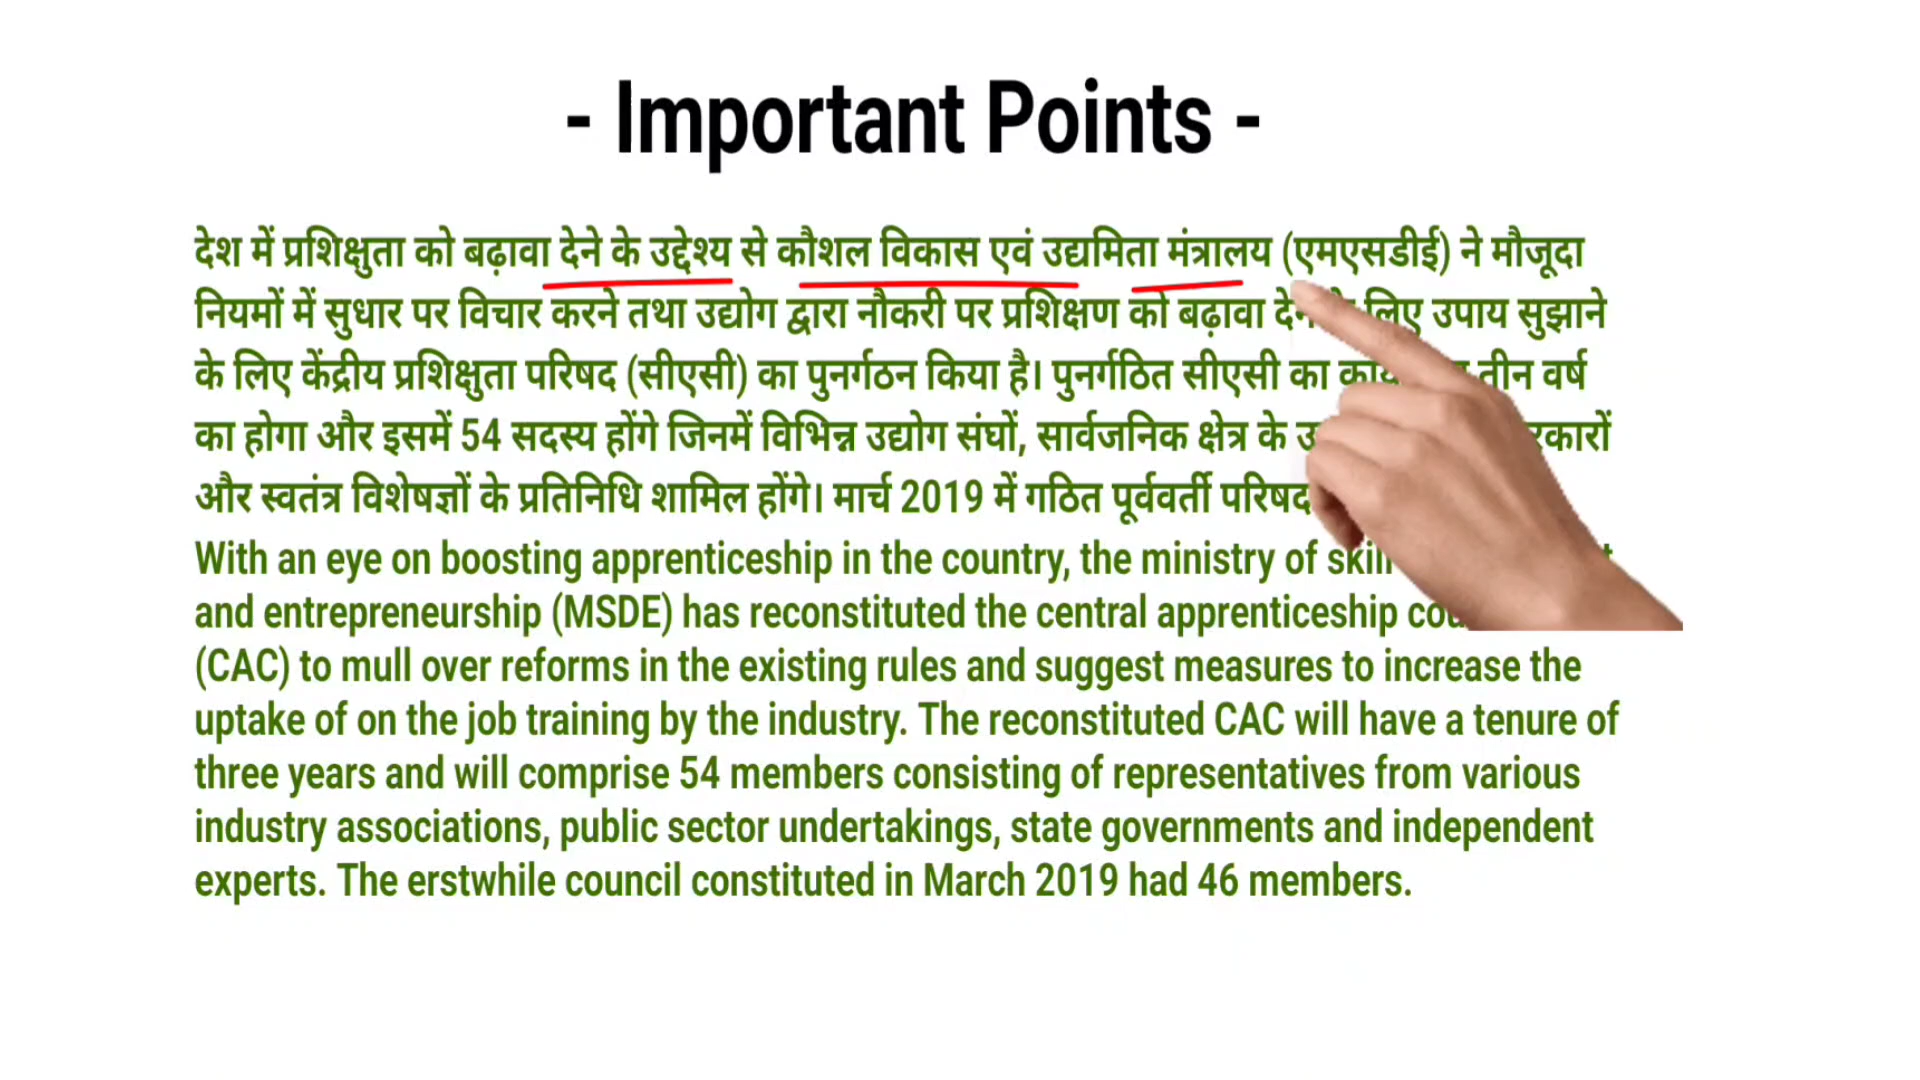 - Important Points -
देश में प्रशिक्षुता को बढ़ावा देने के उद्देश्य से कौशल विकास एवं उद्यमिता मंत्रालय (एमएसडीई) ने मौजूदा
नियमों में सुधार पर विचार करने तथा उद्योग द्वारा नौकरी पर प्रशिक्षण को बढ़ावा लिए उपाय सुझाने
के लिए केंद्रीय प्रशिक्षुता परिषद (सीएसी) का पुनर्गठन किया है। पुनर्गठित सीएसी का तीन वर्ष
का होगा और इसमें 54 सदस्य होंगे जिनमें विभिन्न उद्योग संघों, सार्वजनिक क्षेत्र के
और स्वतंत्र विशेषज्ञों के प्रतिनिधि शामिल होंगे। मार्च 2019 में गठित पूर्ववर्ती परिषद
With an eye on boosting apprenticeship in the country, the ministry of skill
and entrepreneurship (MSDE) has reconstituted the central apprenticeship
(CAC) to mull over reforms in the existing rules and suggest measures to increase the
uptake of on the job training by the industry. The reconstituted CAC will have a tenure of
three years and will comprise 54 members consisting of representatives from various
industry associations, public sector undertakings, state governments and independent
experts. The erstwhile council constituted in March 2019 had 46 members.